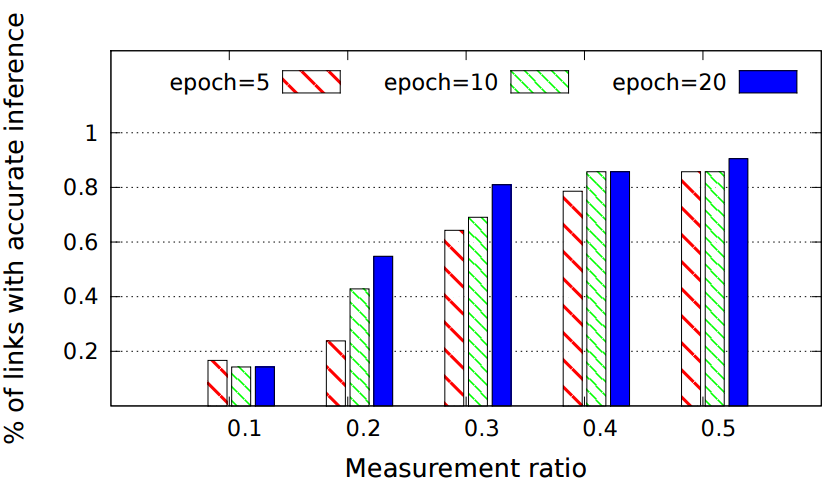 % of links with accurate inference
epoch=5 epoch=10 epoch=20
1
0.8
0.6
0.4
0.2
0.1 0.2 0.3 0.4 0.5
Measurement ratio